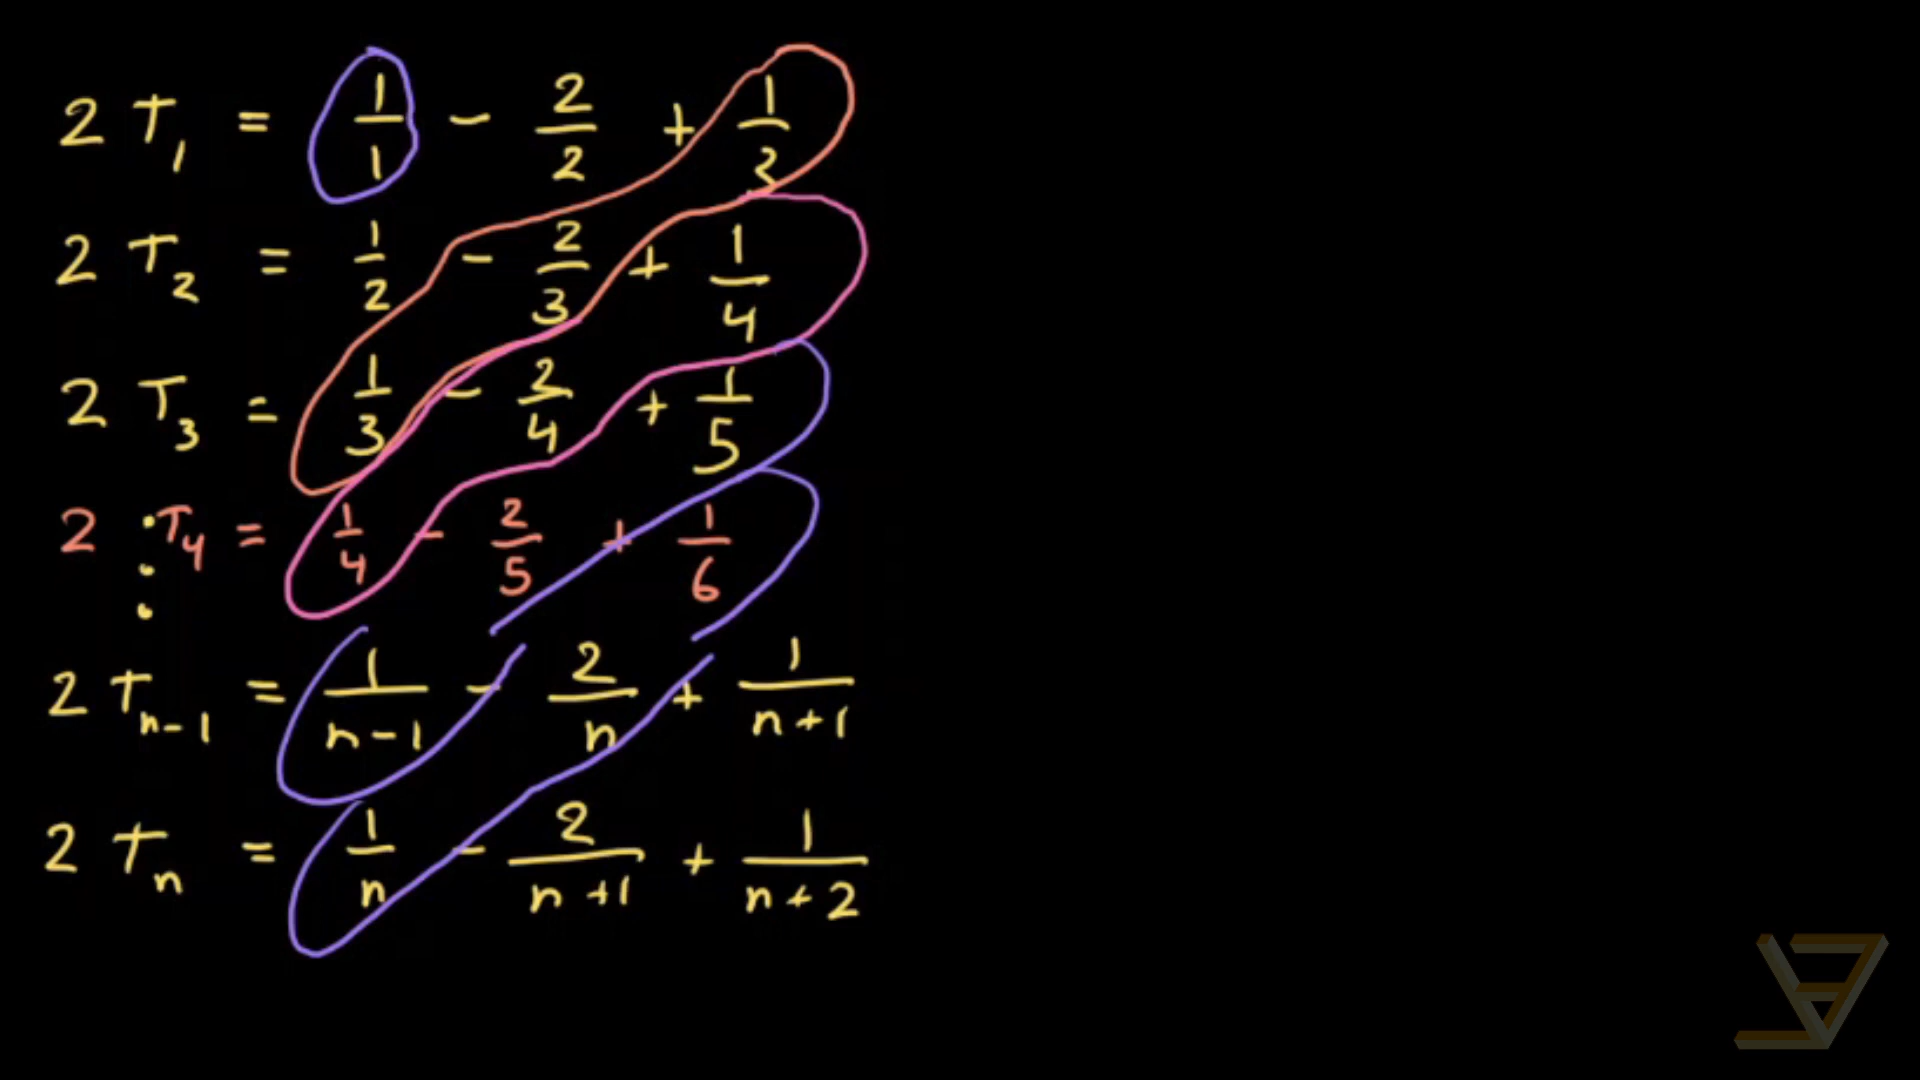 2 T₁ = 1/1 - 2/2 + 1/3
2 T₂ = 1/2 - 2/3 + 1/4
2 T₃ = 1/3 - 2/4 + 1/5
2 T₄ = 1/4 - 2/5 + 1/6
2 Tₙ₋₁ = 1/(n-1) - 2/n + 1/(n+1)
2 Tₙ = 1/n - 2/(n+1) + 1/(n+2)